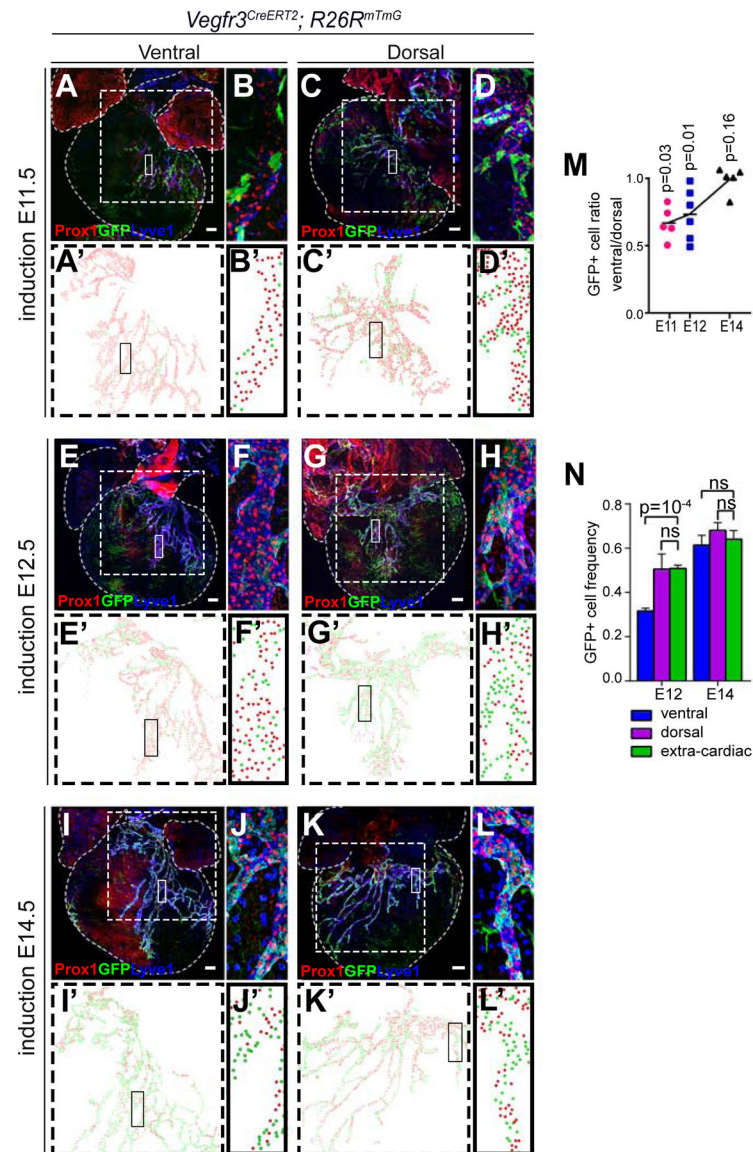 Vegfr3CreERT2; R26RmTmG
Ventral
Dorsal
induction E11.5
A
B
C
D
Prox1GFPLyve1
Prox1GFPLyve1
A’
B’
C’
D’
induction E12.5
E
F
G
H
Prox1GFPLyve1
Prox1GFPLyve1
E’
F’
G’
H’
induction E14.5
I
J
K
L
Prox1GFPLyve1
Prox1GFPLyve1
I’
J’
K’
L’
M
p=0.03
p=0.01
p=0.16
GFP+ cell ratio
ventral/dorsal
1.0
0.5
0
E11
E12
E14
N
ns
p=10-4
ns
ns
GFP+ cell frequency
0.8
0.6
0.4
0.2
0.0
E12
E14
ventral
dorsal
extra-cardiac